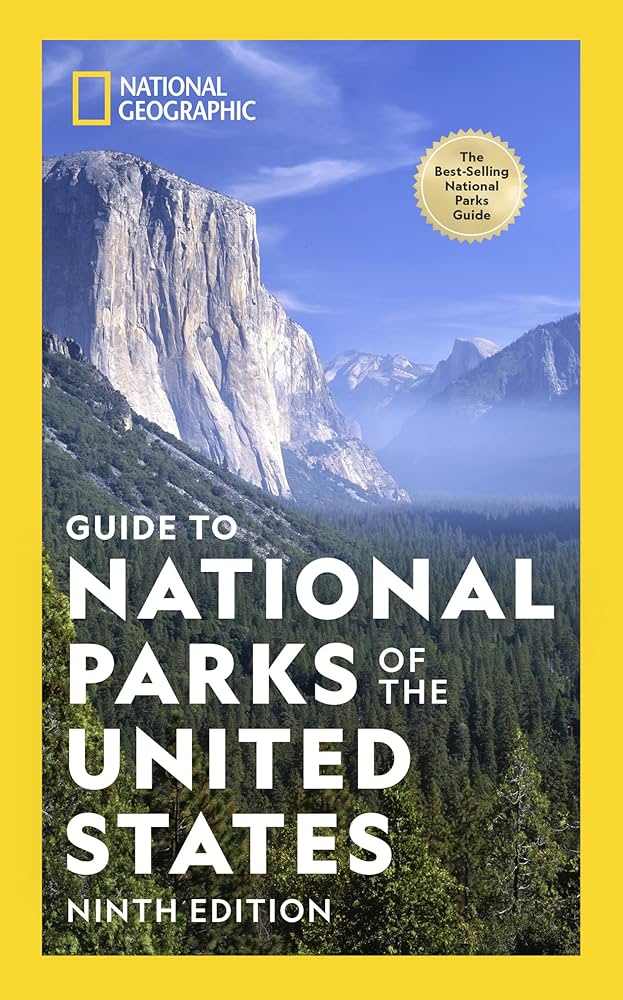 NATIONAL
GEOGRAPHIC
The
Best-Selling
National
Parks
Guide
GUIDE TO
NATIONAL
PARKS OF
THE
UNITED
STATES
NINTH EDITION